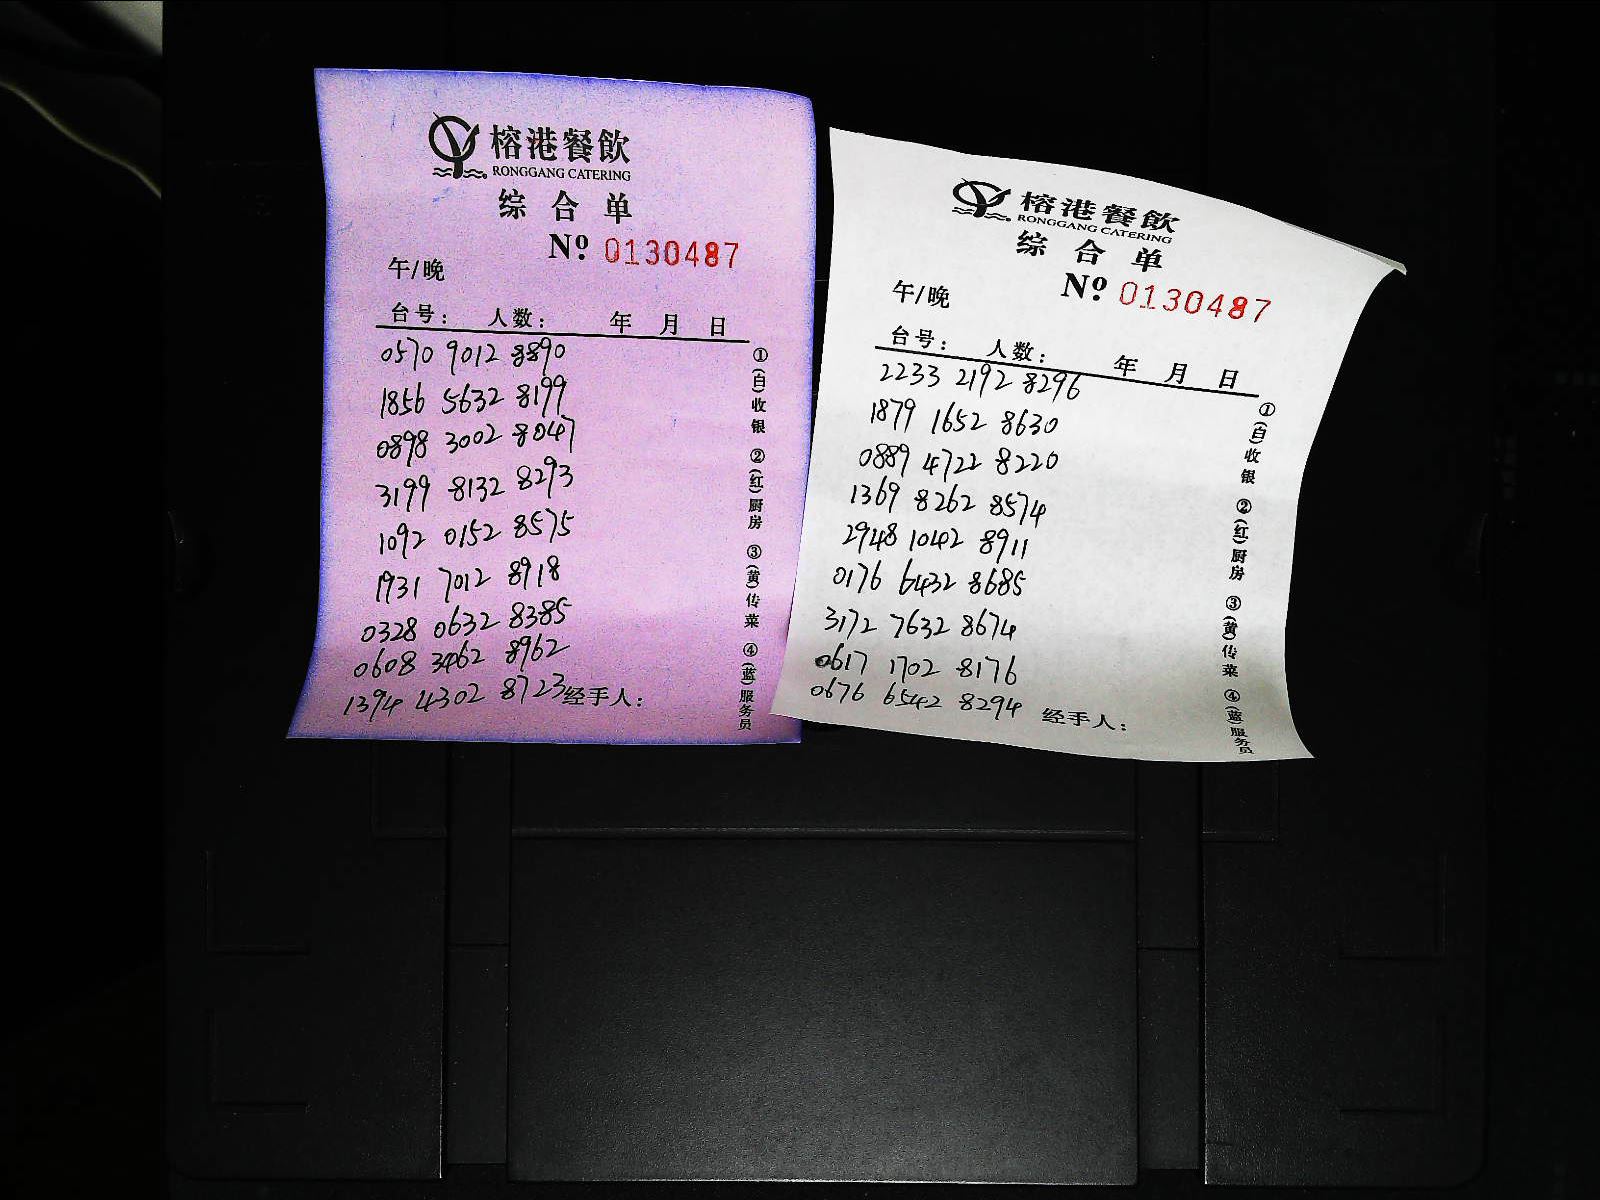 榕港餐飲
RONGGANG CATERING
综合单
Nº 0130487
午/晚
台号： 人数： 年 月 日
0570 9012 8890
1856 5632 8199
0898 3002 8047
3199 8132 8293
1092 0152 8575
1931 7012 8918
0328 0632 8385
0608 3462 8962
1394 4302 8723
经手人：
①(白)收银 ②(红)厨房 ③(黄)传菜 ④(蓝)服务员
榕港餐飲
RONGGANG CATERING
综合单
Nº 0130487
午/晚
台号： 人数： 年 月 日
2233 2192 8296
1879 1652 8630
0889 4722 8220
1369 8262 8574
2948 1042 8911
0176 6432 8685
3172 7632 8674
0617 1702 8176
0676 6542 8294
经手人：
①(白)收银 ②(红)厨房 ③(黄)传菜 ④(蓝)服务员